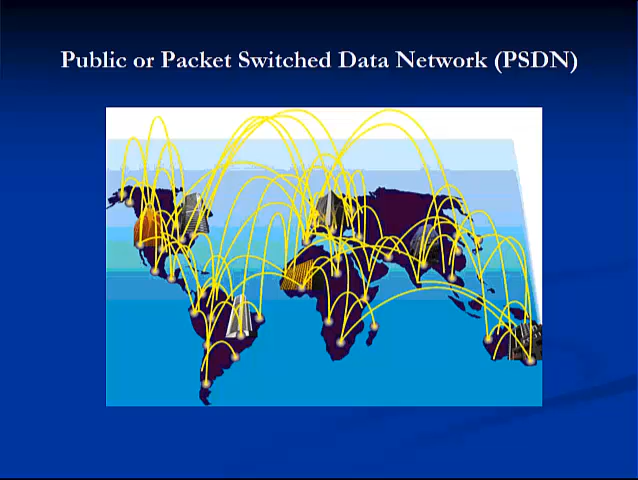 Public or Packet Switched Data Network (PSDN)